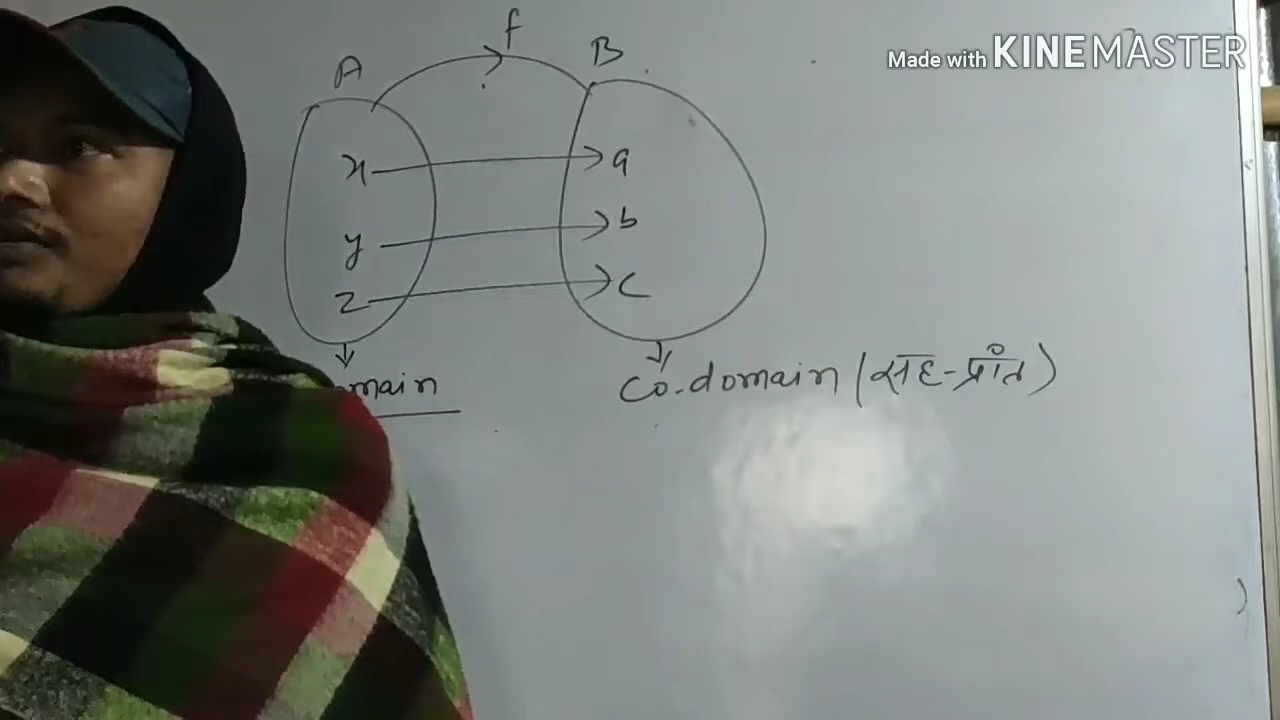 Made with KINEMASTER
f
A B
x a
y b
z c
main Co-domain (सह-प्रांत)